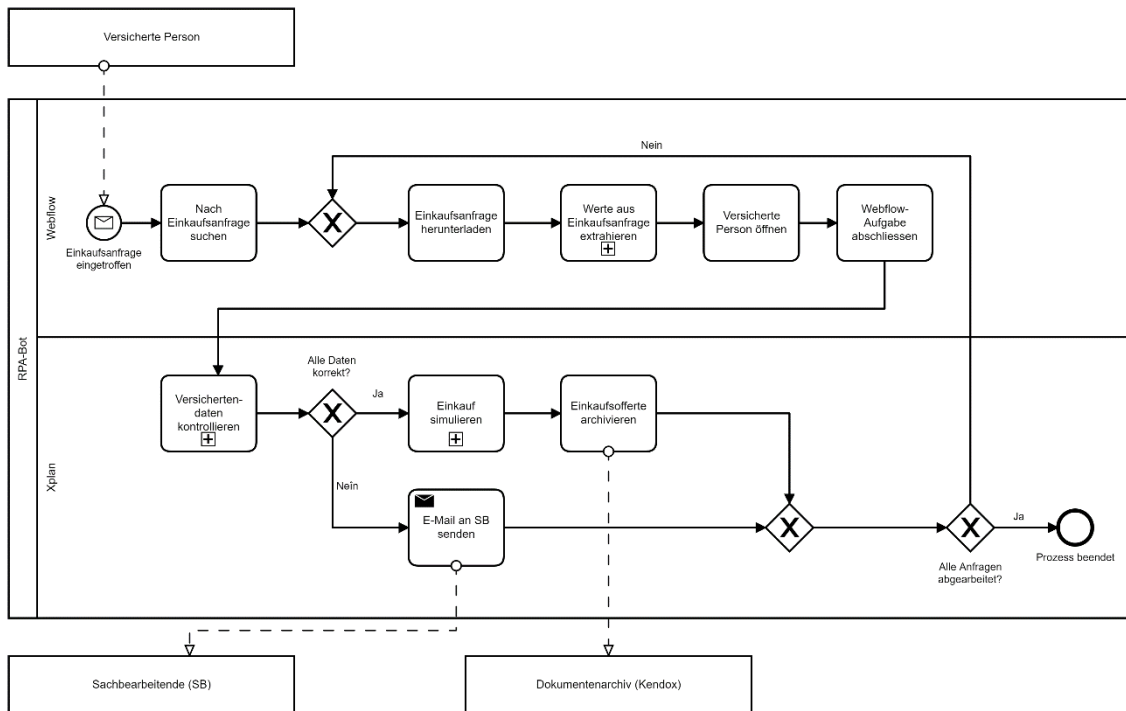 Versicherte Person
RPA-Bot
Webflow
Nein
Einkaufsanfrage
eingetroffen
Nach
Einkaufsanfrage
suchen
Einkaufsanfrage
herunterladen
Werte aus
Einkaufsanfrage
extrahieren
Versicherte
Person öffnen
Webflow-
Aufgabe
abschliessen
Xplan
Versicherten-
daten
kontrollieren
Alle Daten
korrekt?
Ja
Einkauf
simulieren
Einkaufsofferte
archivieren
Nein
E-Mail an SB
senden
Alle Anfragen
abgearbeitet?
Ja
Prozess beendet
Sachbearbeitende (SB)
Dokumentenarchiv (Kendox)